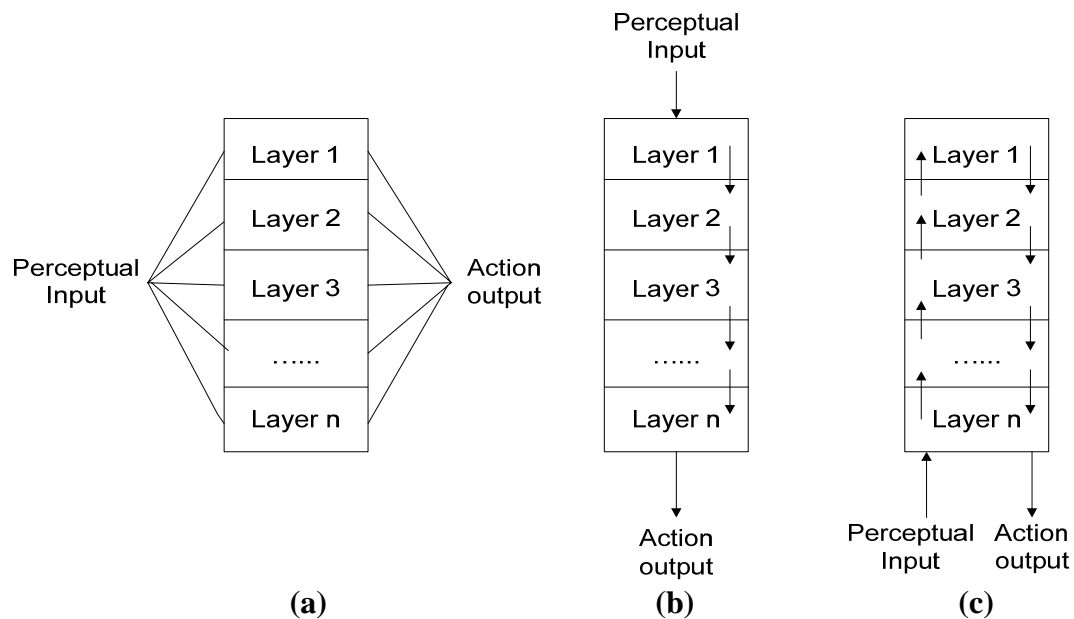 Perceptual
Input
Layer 1
Layer 2
Layer 3
......
Layer n
Action
output
(a)
Perceptual
Input
Layer 1
Layer 2
Layer 3
......
Layer n
Action
output
(b)
Layer 1
Layer 2
Layer 3
......
Layer n
Perceptual
Input
Action
output
(c)